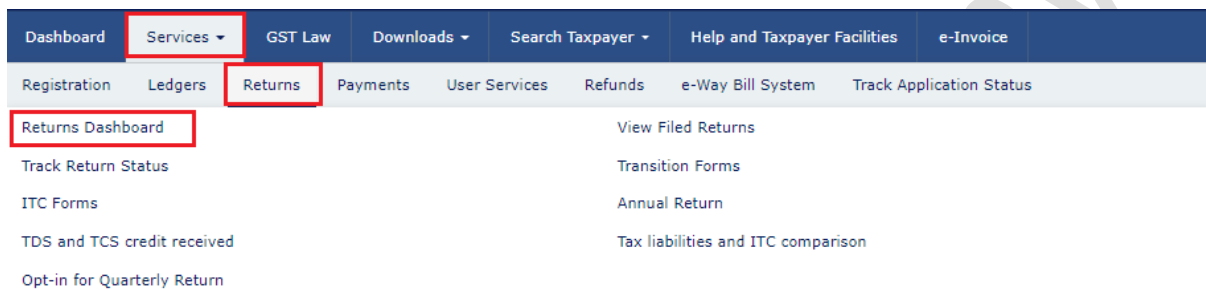 Dashboard Services GST Law Downloads Search Taxpayer Help and Taxpayer Facilities e-Invoice
Registration Ledgers Returns Payments User Services Refunds e-Way Bill System Track Application Status
Returns Dashboard View Filed Returns
Track Return Status Transition Forms
ITC Forms Annual Return
TDS and TCS credit received Tax liabilities and ITC comparison
Opt-in for Quarterly Return